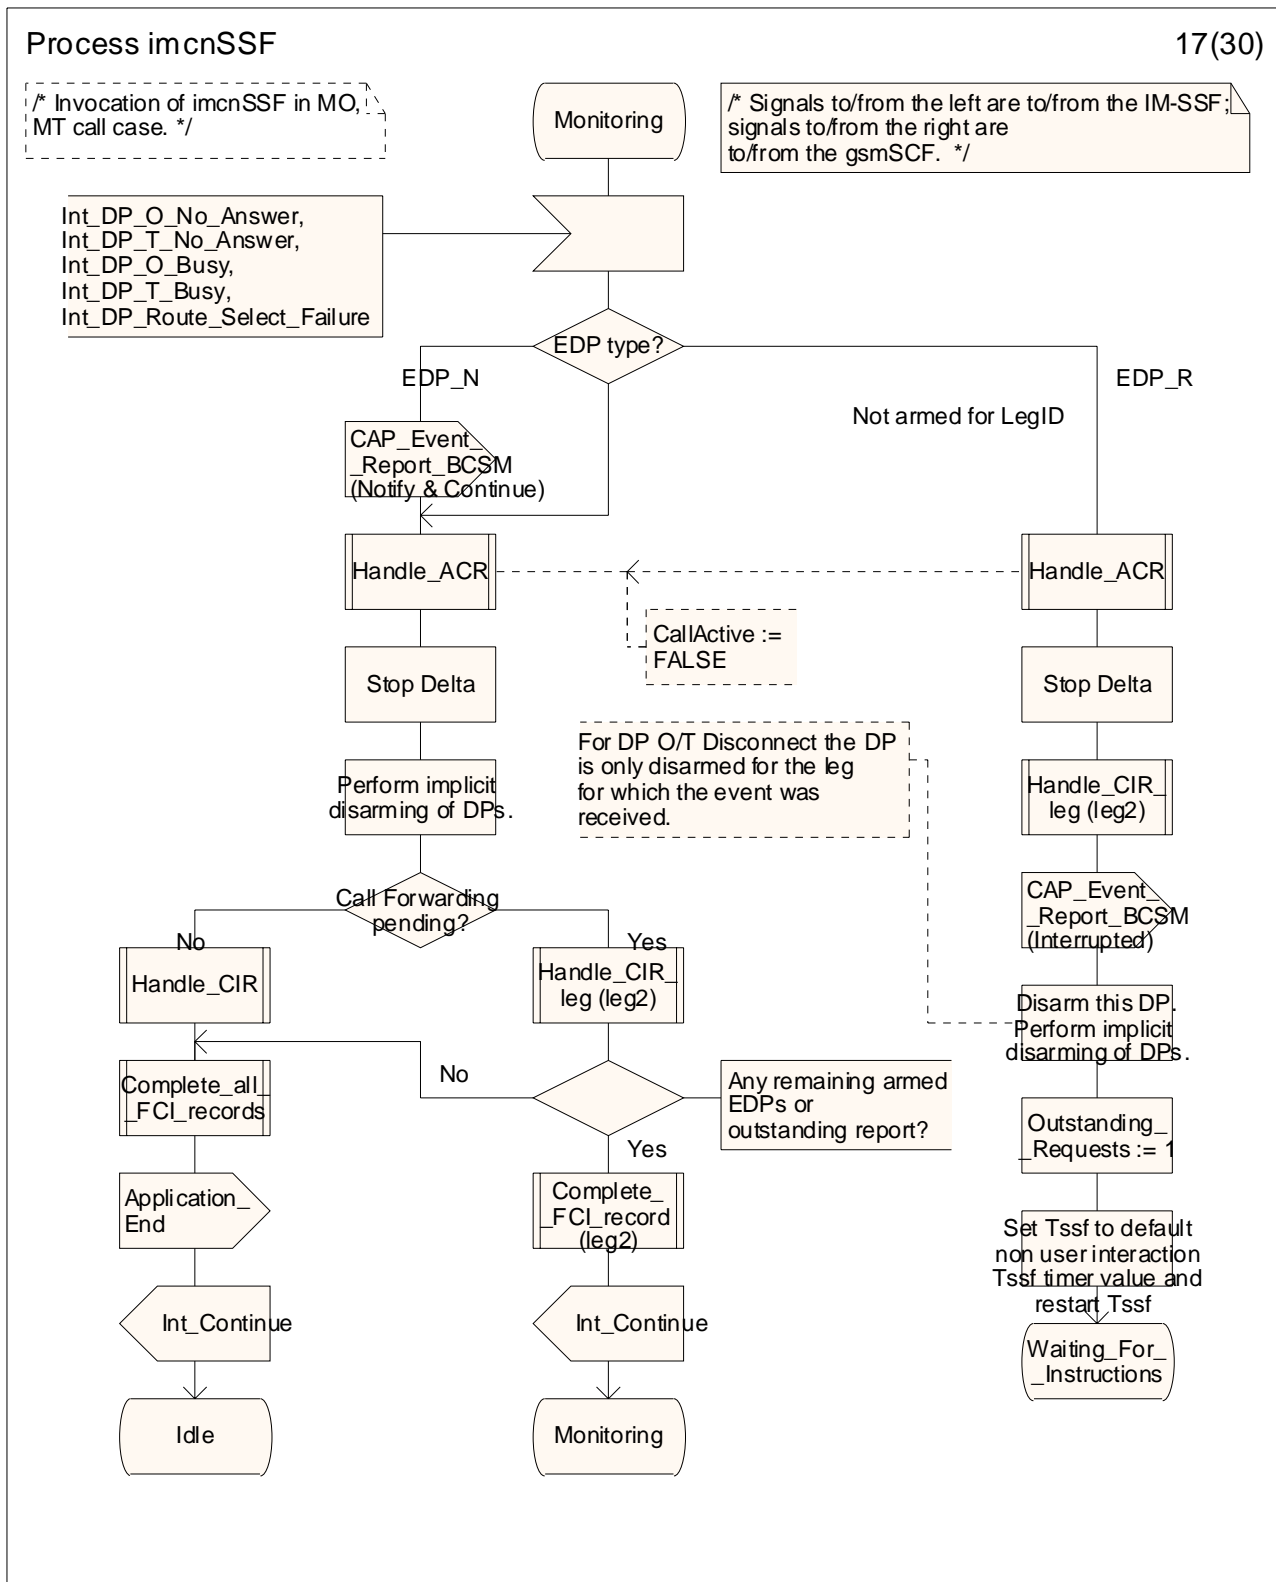 Process imcnSSF
17(30)
/* Invocation of imcnSSF in MO,
MT call case. */
Monitoring
/* Signals to/from the left are to/from the IM-SSF;
signals to/from the right are
to/from the gsmSCF. */
Int_DP_O_No_Answer,
Int_DP_T_No_Answer,
Int_DP_O_Busy,
Int_DP_T_Busy,
Int_DP_Route_Select_Failure
EDP type?
EDP_N
EDP_R
Not armed for LegID
CAP_Event_
_Report_BCSM
(Notify & Continue)
Handle_ACR
Handle_ACR
CallActive :=
FALSE
Stop Delta
Stop Delta
For DP O/T Disconnect the DP
is only disarmed for the leg
for which the event was
received.
Perform implicit
disarming of DPs.
Handle_CIR_
leg (leg2)
Call Forwarding
pending?
CAP_Event_
_Report_BCSM
(Interrupted)
No
Yes
Handle_CIR
Handle_CIR_
leg (leg2)
Disarm this DP.
Perform implicit
disarming of DPs.
No
Any remaining armed
EDPs or
outstanding report?
Yes
Complete_all_
_FCI_records
Outstanding_
_Requests := 1
Complete_
_FCI_record
(leg2)
Application_
End
Set Tssf to default
non user interaction
Tssf timer value and
restart Tssf
Int_Continue
Int_Continue
Waiting_For_
_Instructions
Idle
Monitoring